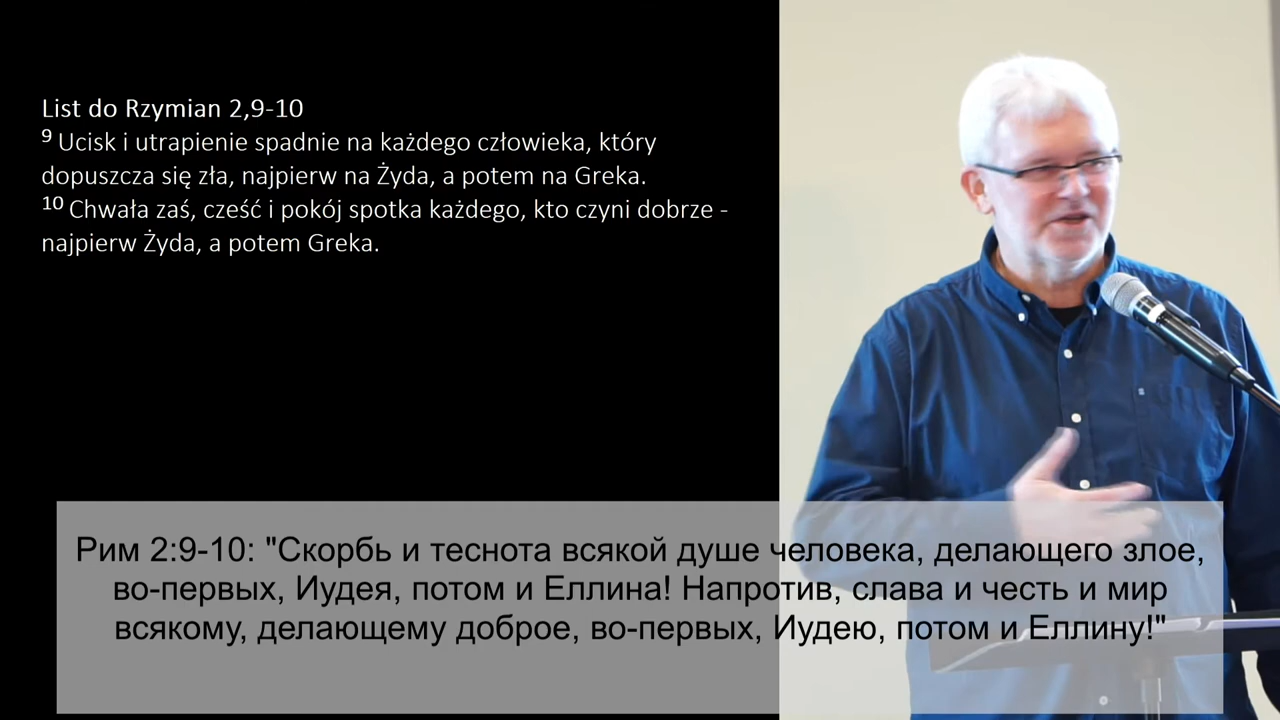 List do Rzymian 2,9-10
9 Ucisk i utrapienie spadnie na każdego człowieka, który
dopuszcza się zła, najpierw na Żyda, a potem na Greka.
10 Chwała zaś, cześć i pokój spotka każdego, kto czyni dobrze -
najpierw Żyda, a potem Greka.
Рим 2:9-10: "Скорбь и теснота всякой душе человека, делающего злое,
во-первых, Иудея, потом и Еллина! Напротив, слава и честь и мир
всякому, делающему доброе, во-первых, Иудею, потом и Еллину!"